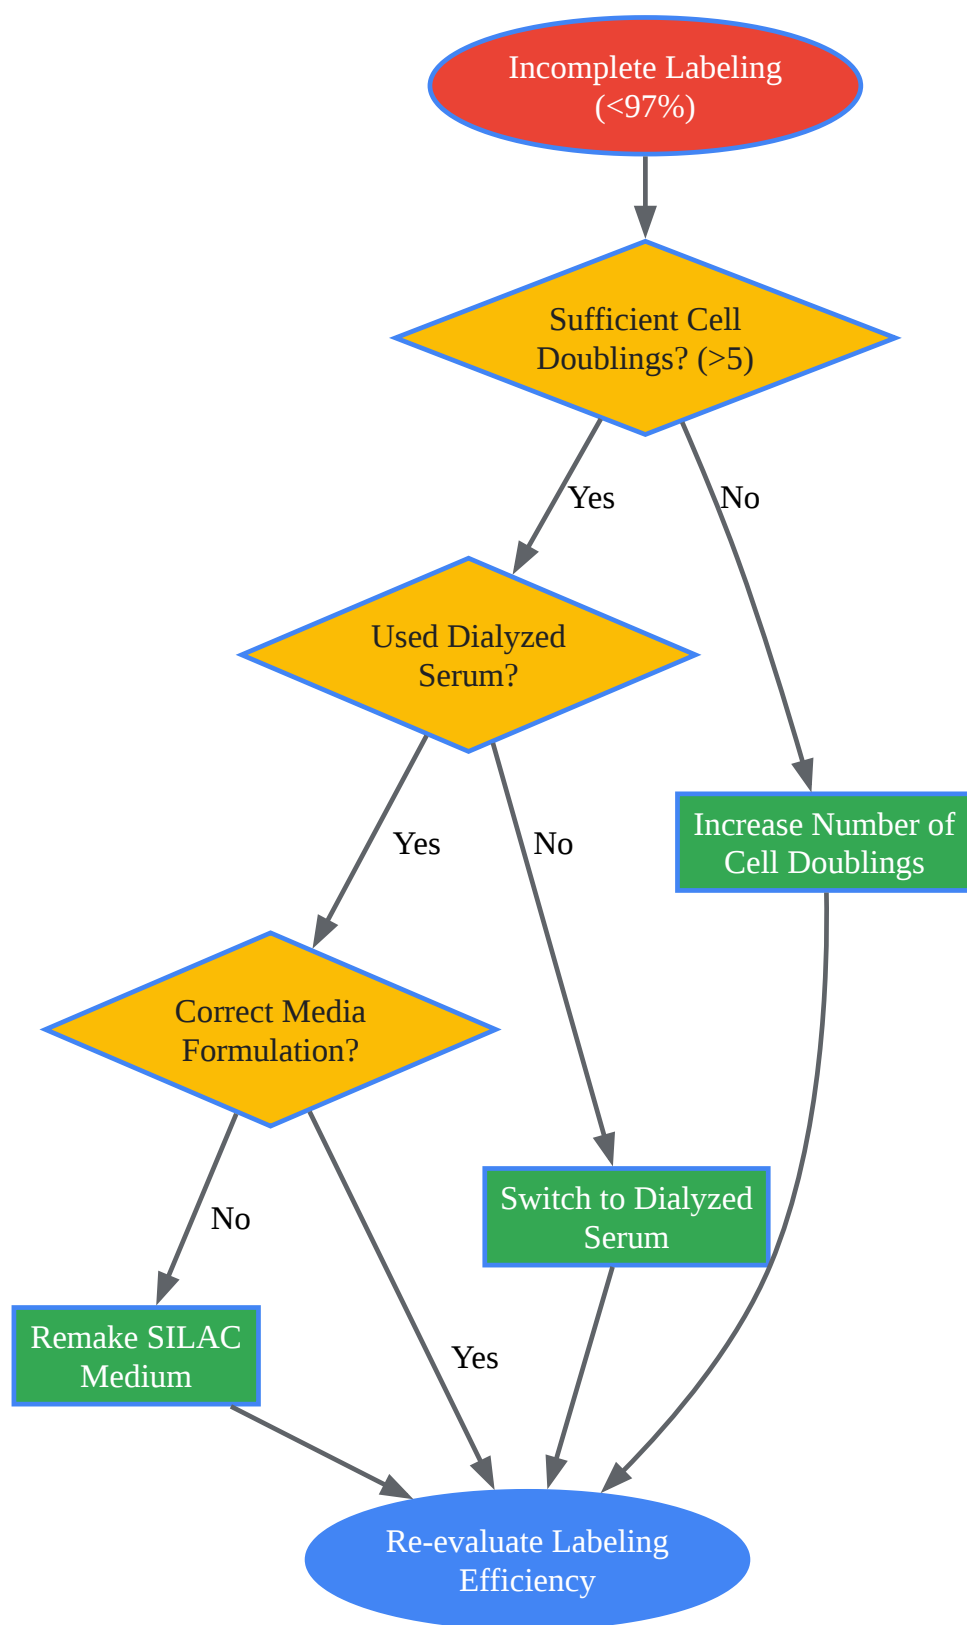 Incomplete Labeling
(<97%)
Sufficient Cell
Doublings? (>5)
Yes
No
Used Dialyzed
Serum?
Yes
No
Increase Number of
Cell Doublings
Correct Media
Formulation?
No
Yes
Switch to Dialyzed
Serum
Remake SILAC
Medium
Re-evaluate Labeling
Efficiency